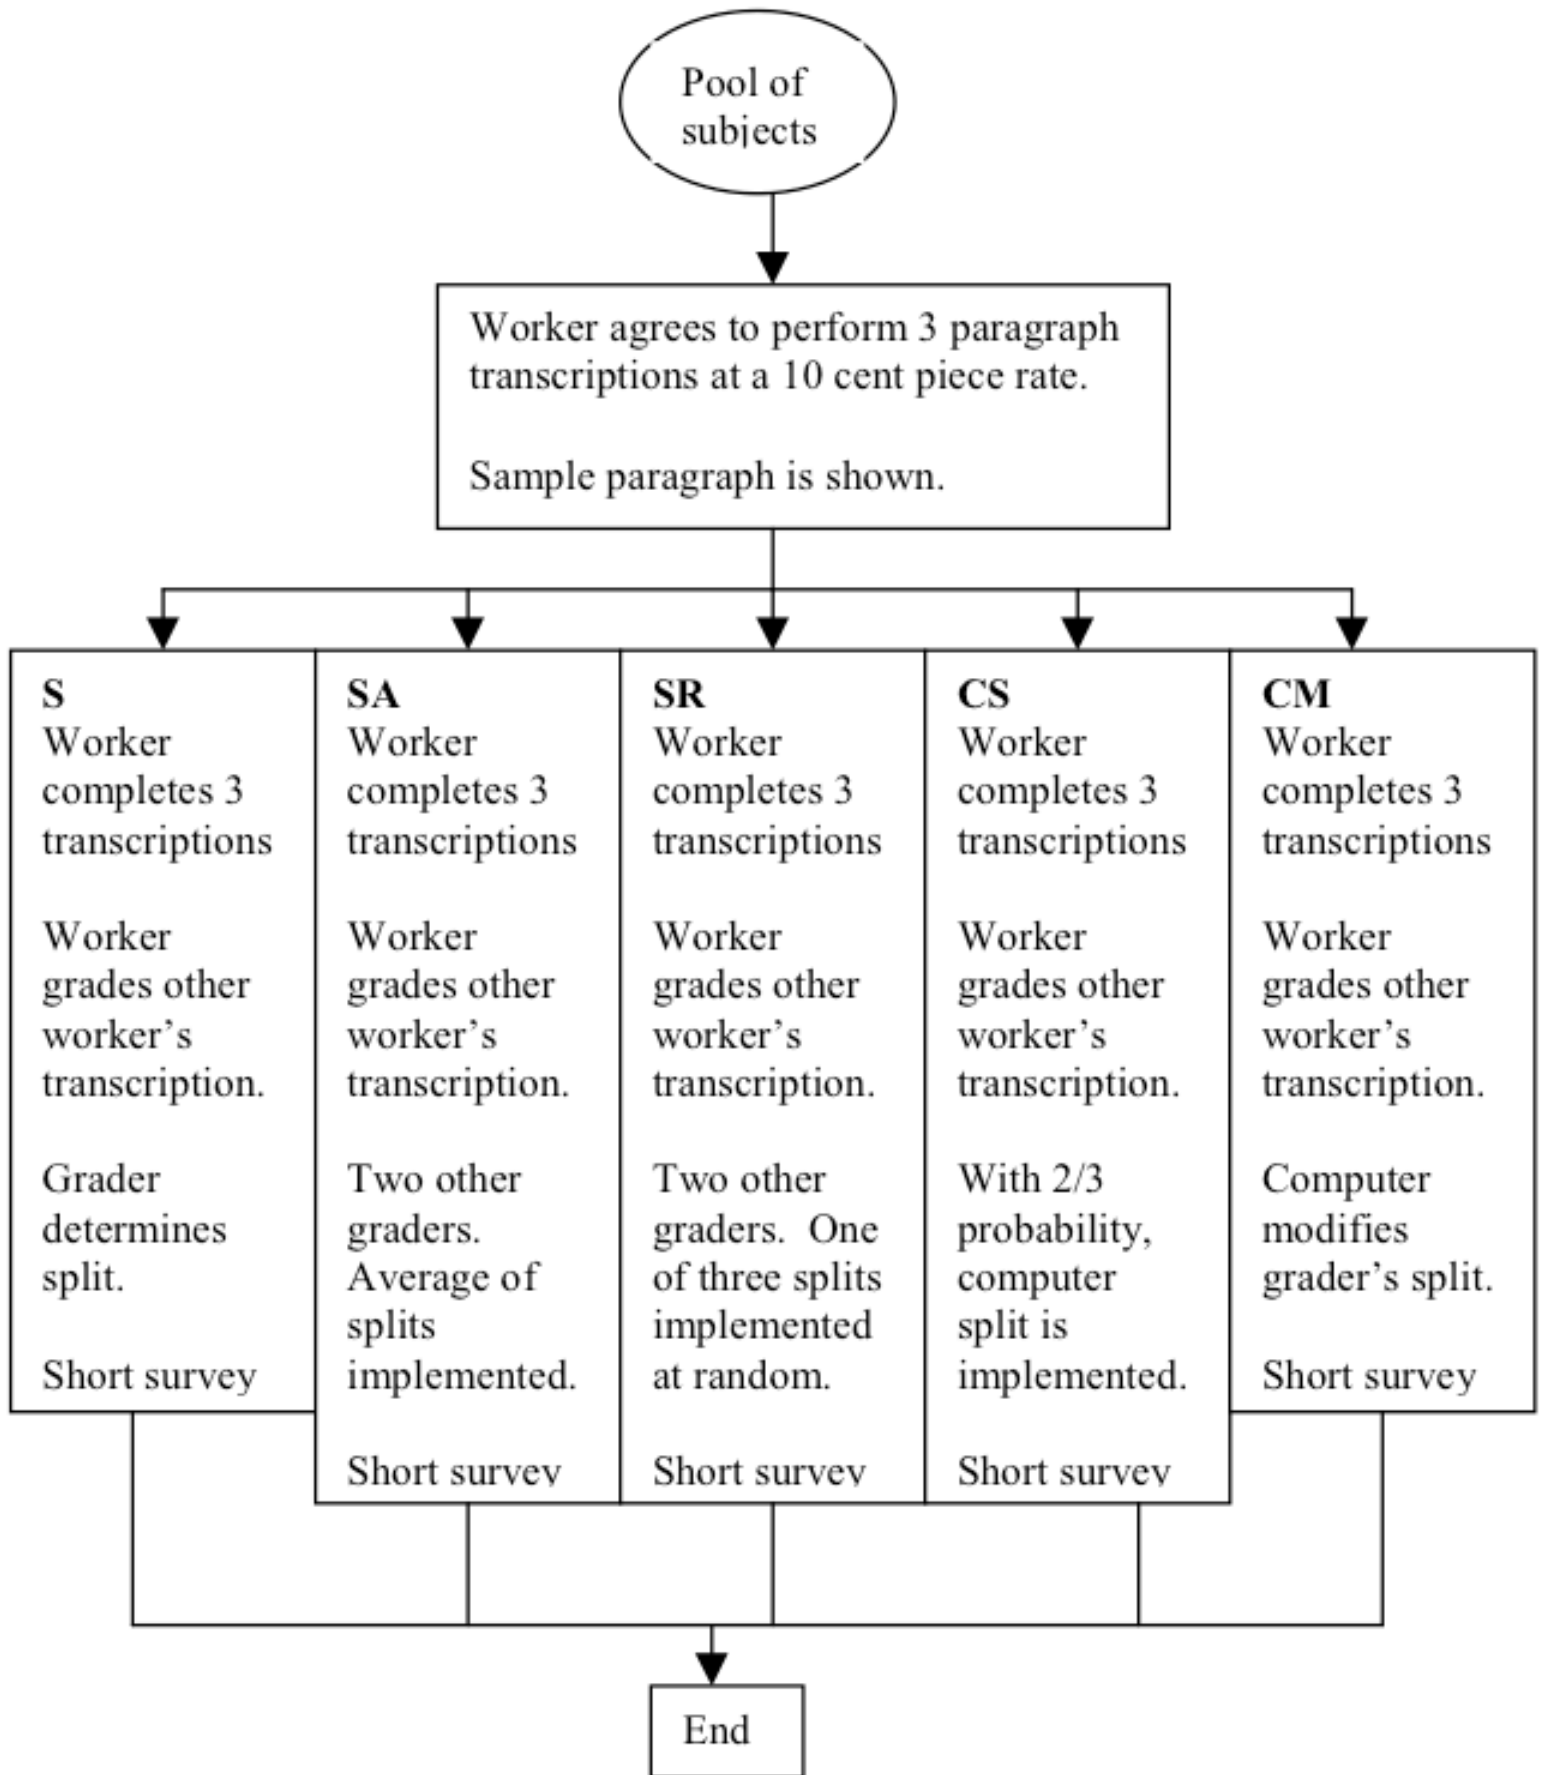 Pool of
subjects
Worker agrees to perform 3 paragraph
transcriptions at a 10 cent piece rate.
Sample paragraph is shown.
S
Worker
completes 3
transcriptions
Worker
grades other
worker’s
transcription.
Grader
determines
split.
Short survey
SA
Worker
completes 3
transcriptions
Worker
grades other
worker’s
transcription.
Two other
graders.
Average of
splits
implemented.
Short survey
SR
Worker
completes 3
transcriptions
Worker
grades other
worker’s
transcription.
Two other
graders.  One
of three splits
implemented
at random.
Short survey
CS
Worker
completes 3
transcriptions
Worker
grades other
worker’s
transcription.
With 2/3
probability,
computer
split is
implemented.
Short survey
CM
Worker
completes 3
transcriptions
Worker
grades other
worker’s
transcription.
Computer
modifies
grader’s split.
Short survey
End